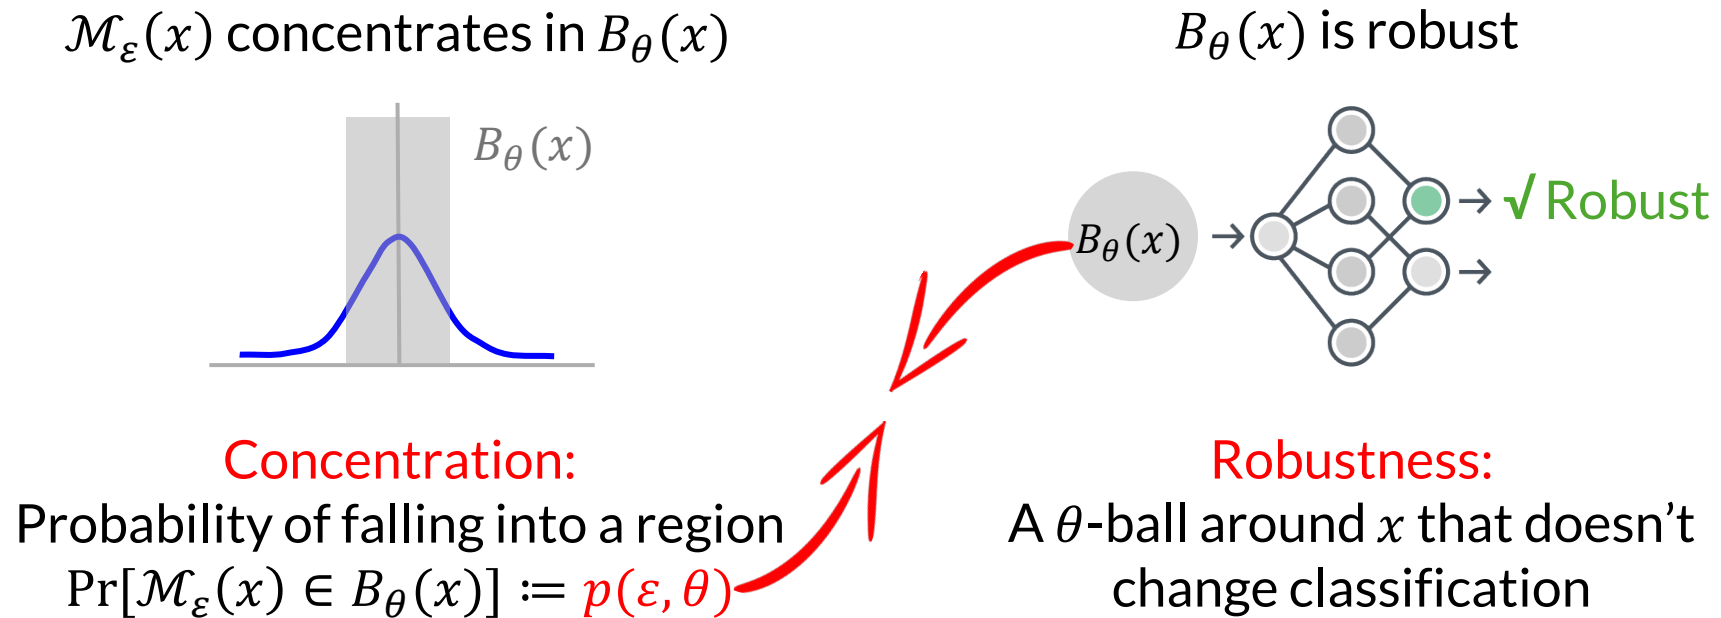 ℳ_ε(x) concentrates in B_θ(x)
B_θ(x)
Concentration:
Probability of falling into a region
Pr[ℳ_ε(x) ∈ B_θ(x)] ≔ p(ε, θ)
B_θ(x) is robust
B_θ(x)
√ Robust
Robustness:
A θ-ball around x that doesn’t
change classification